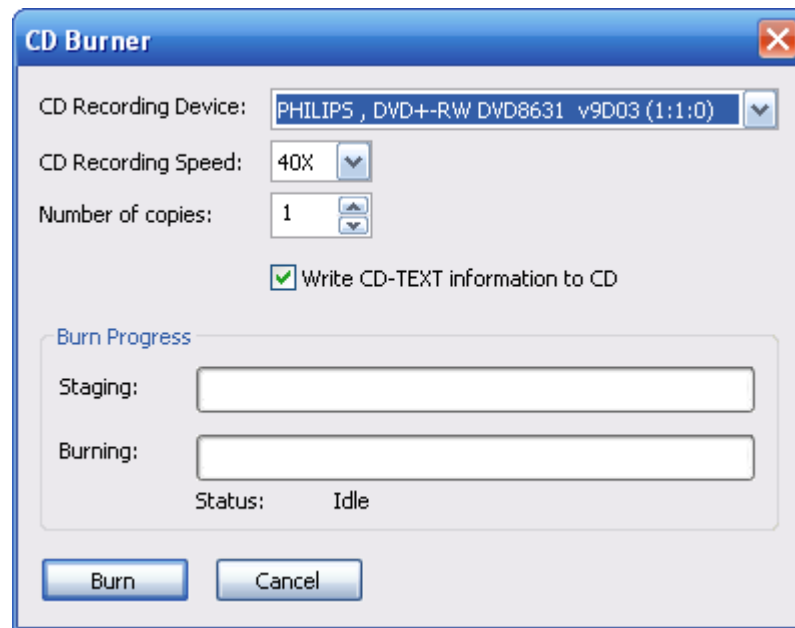 CD Burner
CD Recording Device: PHILIPS , DVD+-RW DVD8631 v9D03 (1:1:0)
CD Recording Speed: 40X
Number of copies: 1
Write CD-TEXT information to CD
Burn Progress
Staging:
Burning:
Status: Idle
Burn Cancel